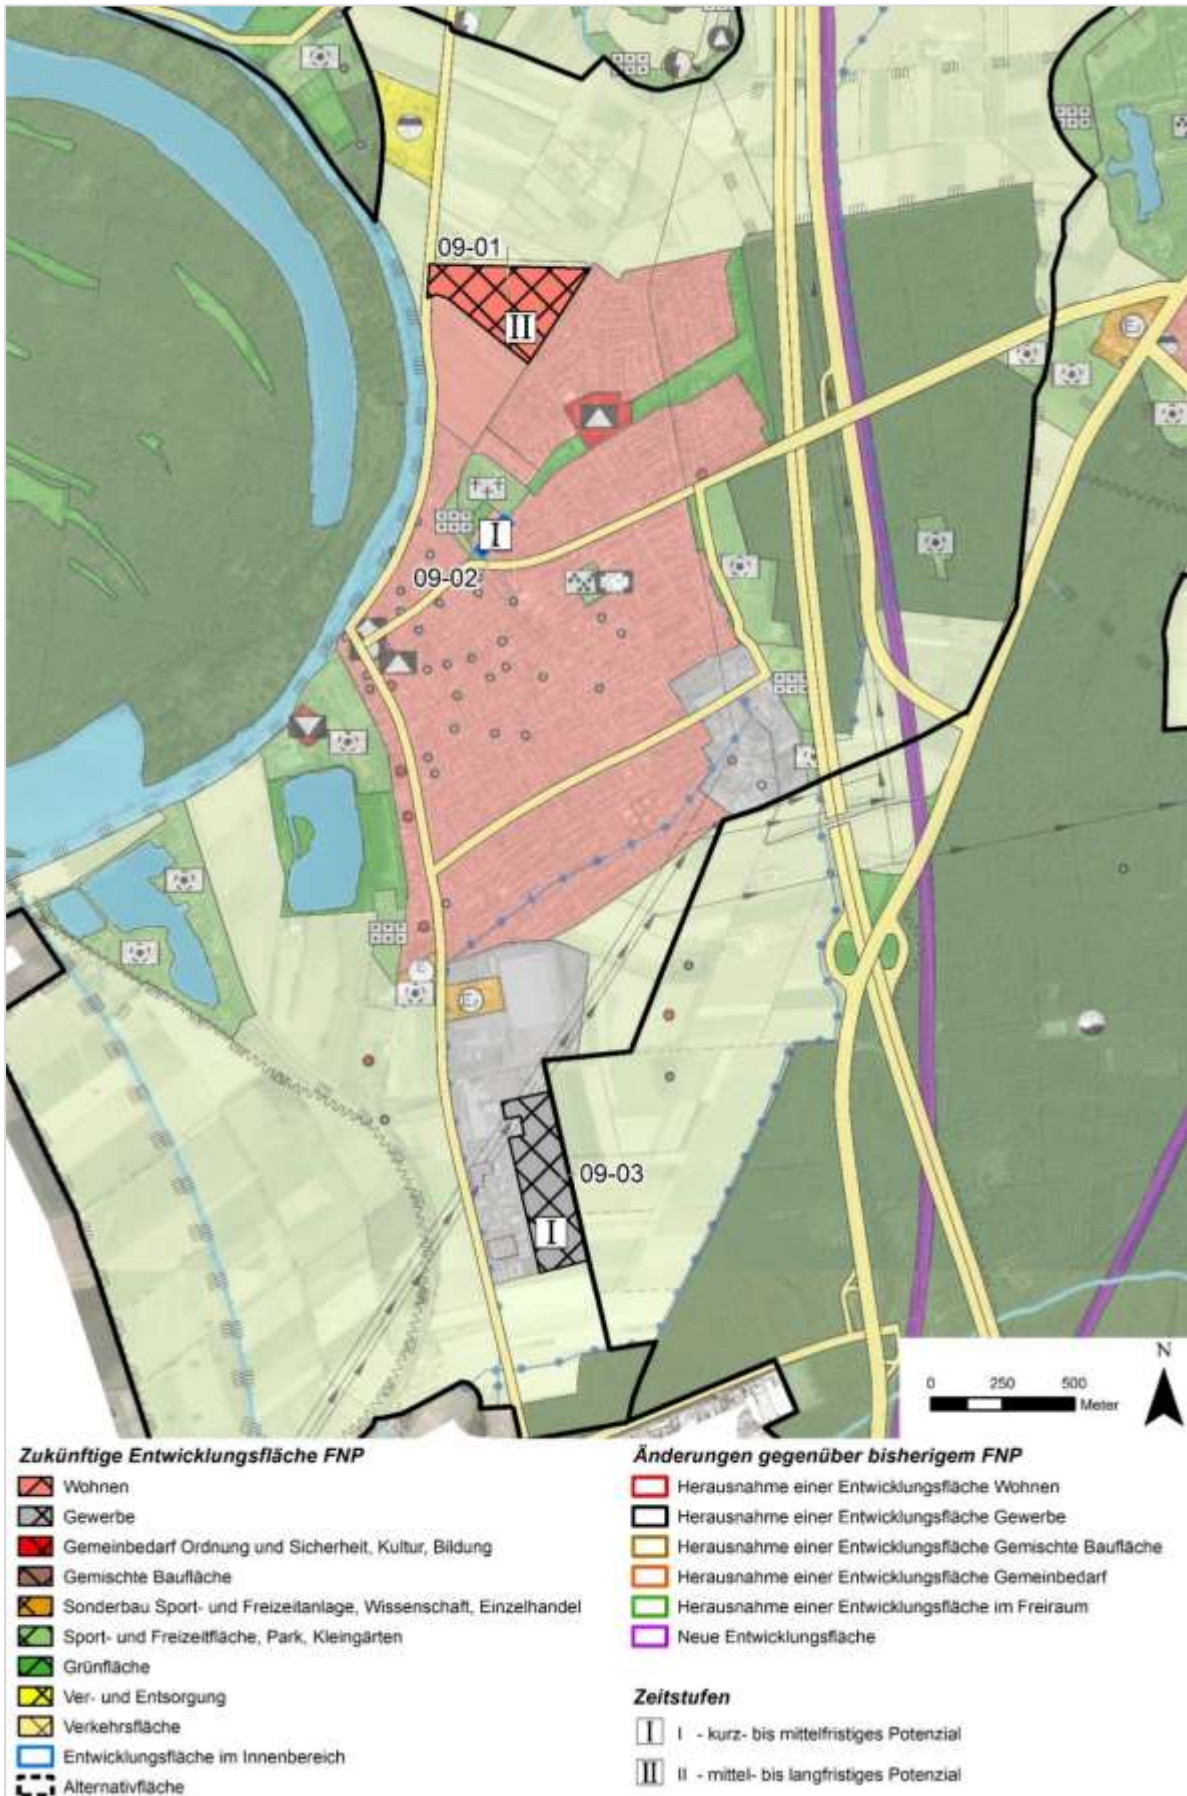 09-01
II
I
09-02
09-03
I
N
0 250 500
Meter
Zukünftige Entwicklungsfläche FNP
Wohnen
Gewerbe
Gemeinbedarf Ordnung und Sicherheit, Kultur, Bildung
Gemischte Baufläche
Sonderbau Sport- und Freizeitanlage, Wissenschaft, Einzelhandel
Sport- und Freizeitfläche, Park, Kleingärten
Grünfläche
Ver- und Entsorgung
Verkehrsfläche
Entwicklungsfläche im Innenbereich
Alternativfläche
Änderungen gegenüber bisherigem FNP
Herausnahme einer Entwicklungsfläche Wohnen
Herausnahme einer Entwicklungsfläche Gewerbe
Herausnahme einer Entwicklungsfläche Gemischte Baufläche
Herausnahme einer Entwicklungsfläche Gemeinbedarf
Herausnahme einer Entwicklungsfläche im Freiraum
Neue Entwicklungsfläche
Zeitstufen
I I - kurz- bis mittelfristiges Potenzial
II II - mittel- bis langfristiges Potenzial